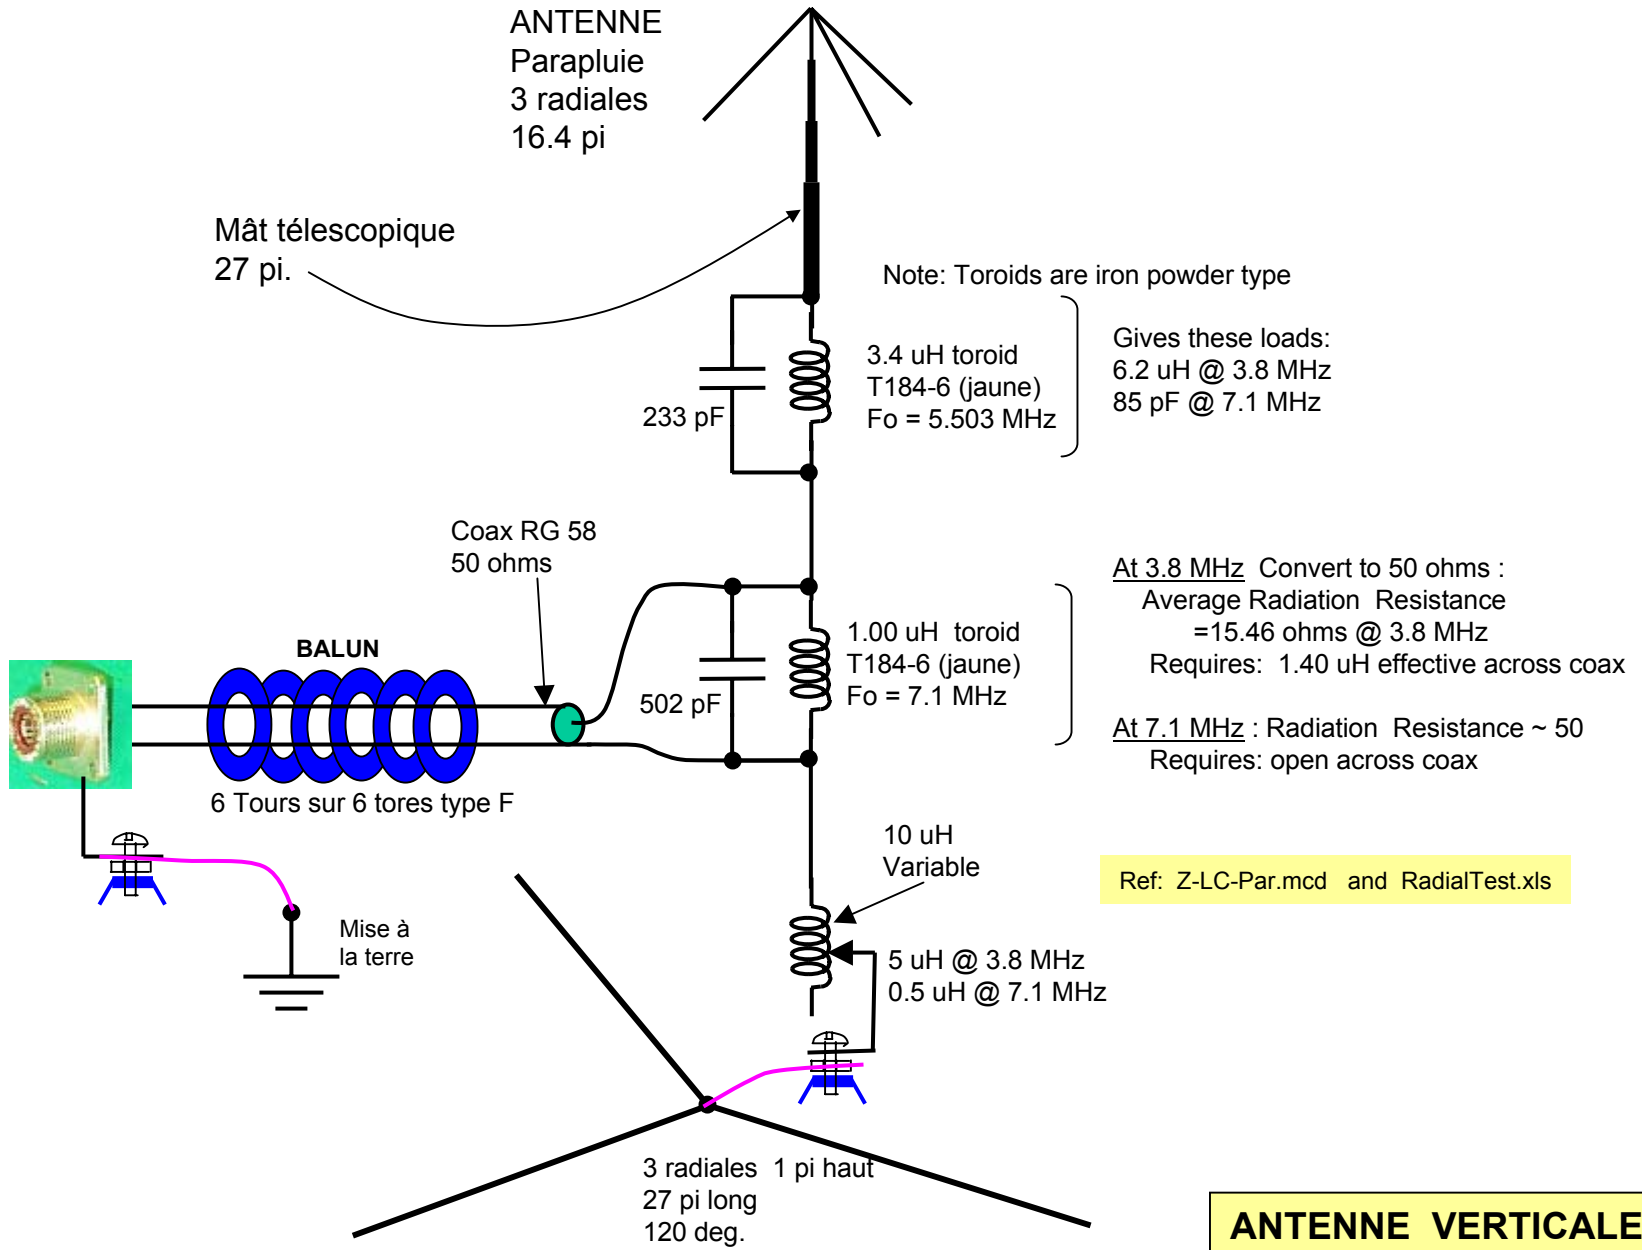 ANTENNE
Parapluie
3 radiales
16.4 pi
Mât télescopique
27 pi.
Note: Toroids are iron powder type
3.4 uH toroid
T184-6 (jaune)
Fo = 5.503 MHz
233 pF
Gives these loads:
6.2 uH @ 3.8 MHz
85 pF @ 7.1 MHz
Coax RG 58
50 ohms
BALUN
6 Tours sur 6 tores type F
502 pF
1.00 uH toroid
T184-6 (jaune)
Fo = 7.1 MHz
At 3.8 MHz Convert to 50 ohms :
Average Radiation Resistance
=15.46 ohms @ 3.8 MHz
Requires: 1.40 uH effective across coax
At 7.1 MHz : Radiation Resistance ~ 50
Requires: open across coax
10 uH
Variable
Ref: Z-LC-Par.mcd and RadialTest.xls
Mise à
la terre
5 uH @ 3.8 MHz
0.5 uH @ 7.1 MHz
3 radiales 1 pi haut
27 pi long
120 deg.
ANTENNE VERTICALE